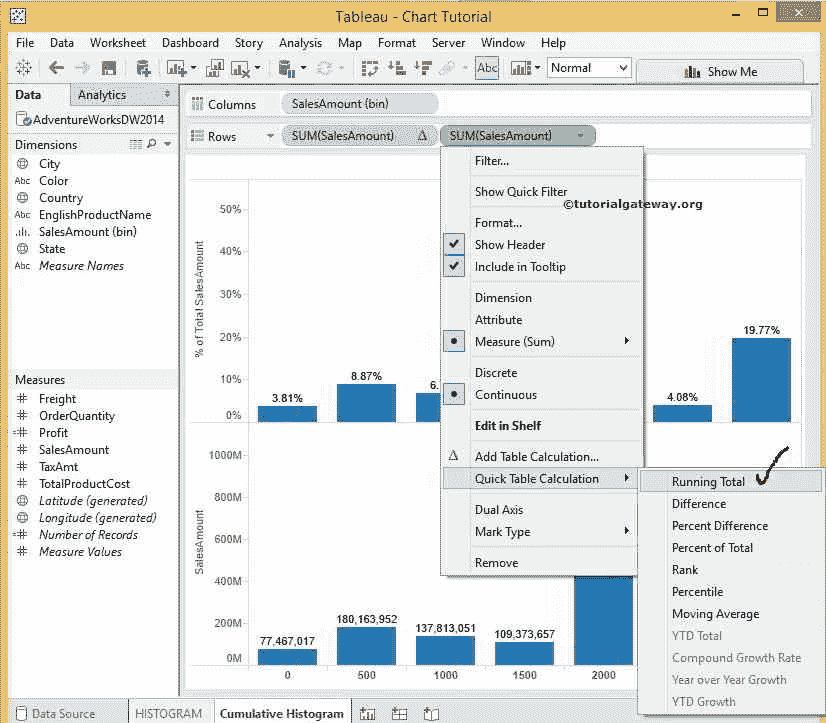 Tableau - Chart Tutorial
File Data Worksheet Dashboard Story Analysis Map Format Server Window Help
Abc Normal Show Me
Data Analytics
AdventureWorksDW2014
Dimensions
City
Abc Color
Country
Abc EnglishProductName
SalesAmount (bin)
State
Abc Measure Names
Measures
Freight
OrderQuantity
Profit
SalesAmount
TaxAmt
TotalProductCost
Latitude (generated)
Longitude (generated)
Number of Records
Measure Values
Columns SalesAmount (bin)
Rows SUM(SalesAmount) Δ SUM(SalesAmount)
% of Total SalesAmount
50%
40%
30%
20%
10%
0%
3.81% 8.87% 6. 4.08% 19.77%
SalesAmount
1000M
800M
600M
400M
200M
0M
77,467,017 180,163,952 137,813,051 109,373,657
0 500 1000 1500 2000
Filter...
Show Quick Filter
©tutorialgateway.org
Format...
Show Header
Include in Tooltip
Dimension
Attribute
Measure (Sum)
Discrete
Continuous
Edit in Shelf
Δ Add Table Calculation...
Quick Table Calculation
Dual Axis
Mark Type
Remove
Running Total
Difference
Percent Difference
Percent of Total
Rank
Percentile
Moving Average
YTD Total
Compound Growth Rate
Year over Year Growth
YTD Growth
Data Source HISTOGRAM Cumulative Histogram